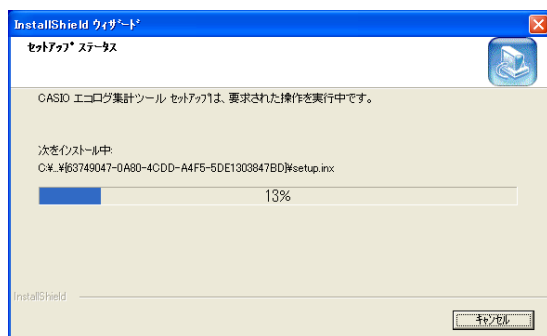 InstallShield ウィザード
セットアップ ステータス
CASIO エコログ集計ツール セットアップは、要求された操作を実行中です。
次をインストール中:
C:¥..¥{63749047-0A80-4CDD-A4F5-5DE1303847BD}¥setup.inx
13%
InstallShield
キャンセル